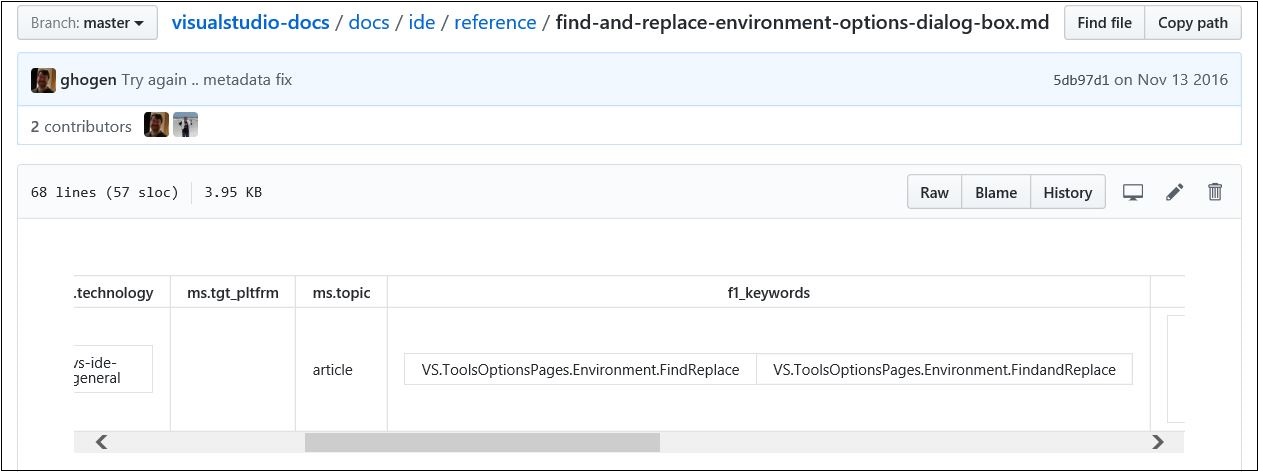 Branch: master visualstudio-docs / docs / ide / reference / find-and-replace-environment-options-dialog-box.md Find file Copy path
ghogen Try again .. metadata fix 5db97d1 on Nov 13 2016
2 contributors
68 lines (57 sloc) 3.95 KB Raw Blame History
.technology ms.tgt_pltfrm ms.topic f1_keywords
vs-ide-
general article VS.ToolsOptionsPages.Environment.FindReplace VS.ToolsOptionsPages.Environment.FindandReplace